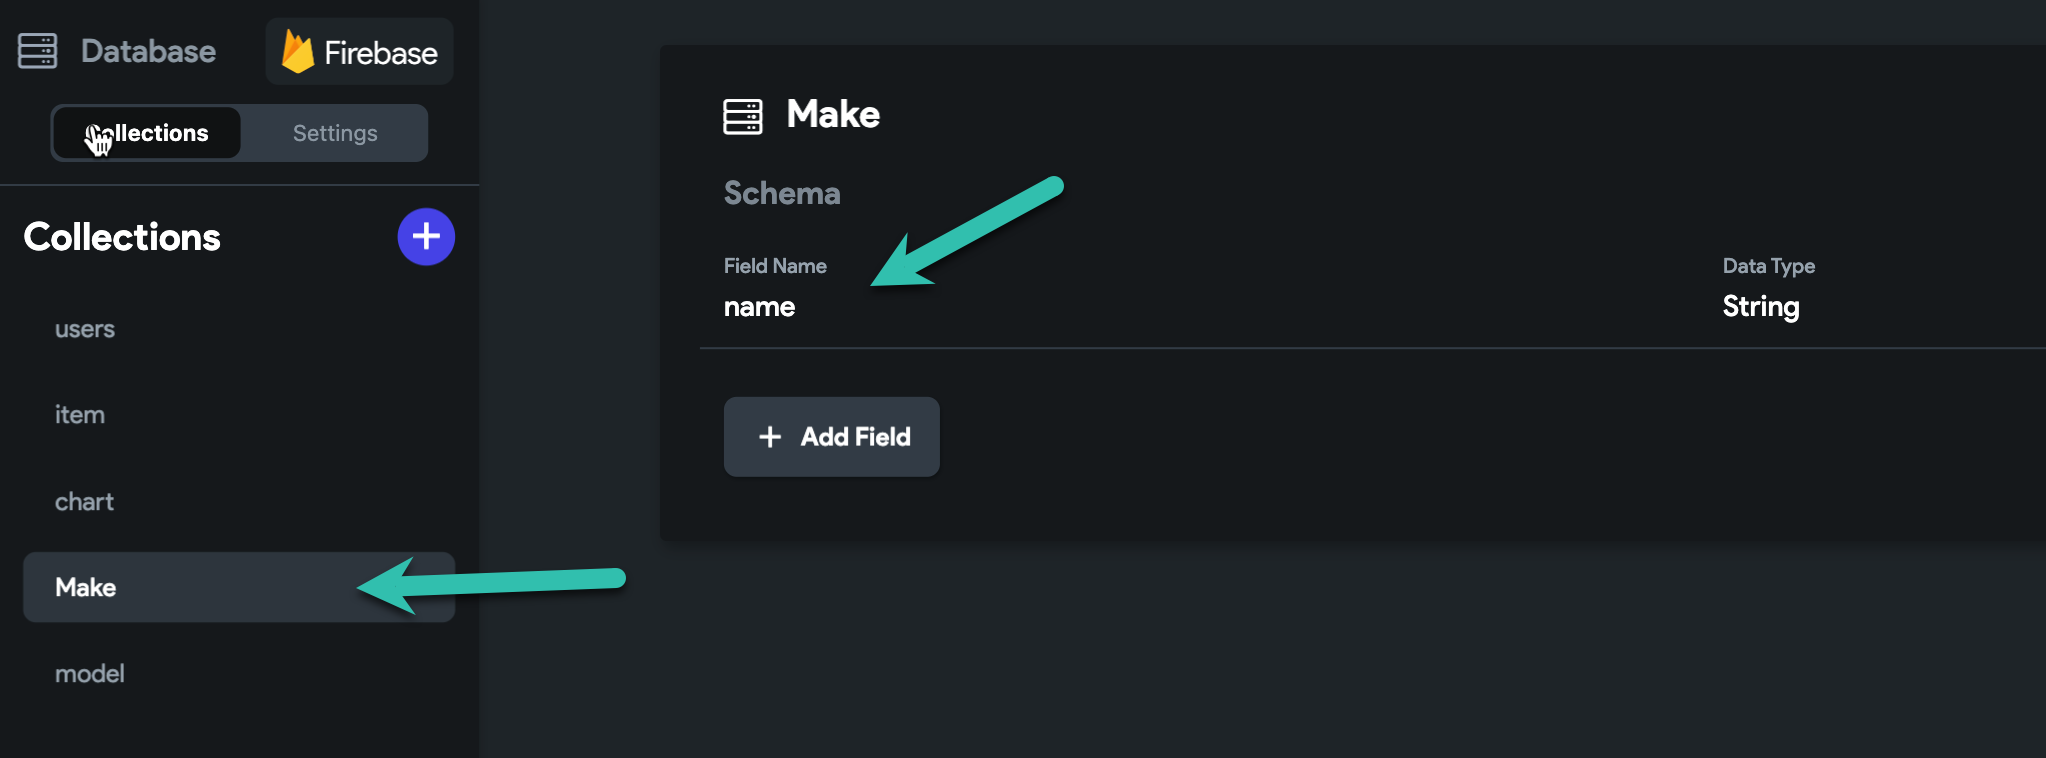 Database
Firebase
Collections
Settings
Collections
users
item
chart
Make
model
Make
Schema
Field Name
Data Type
name
String
+ Add Field